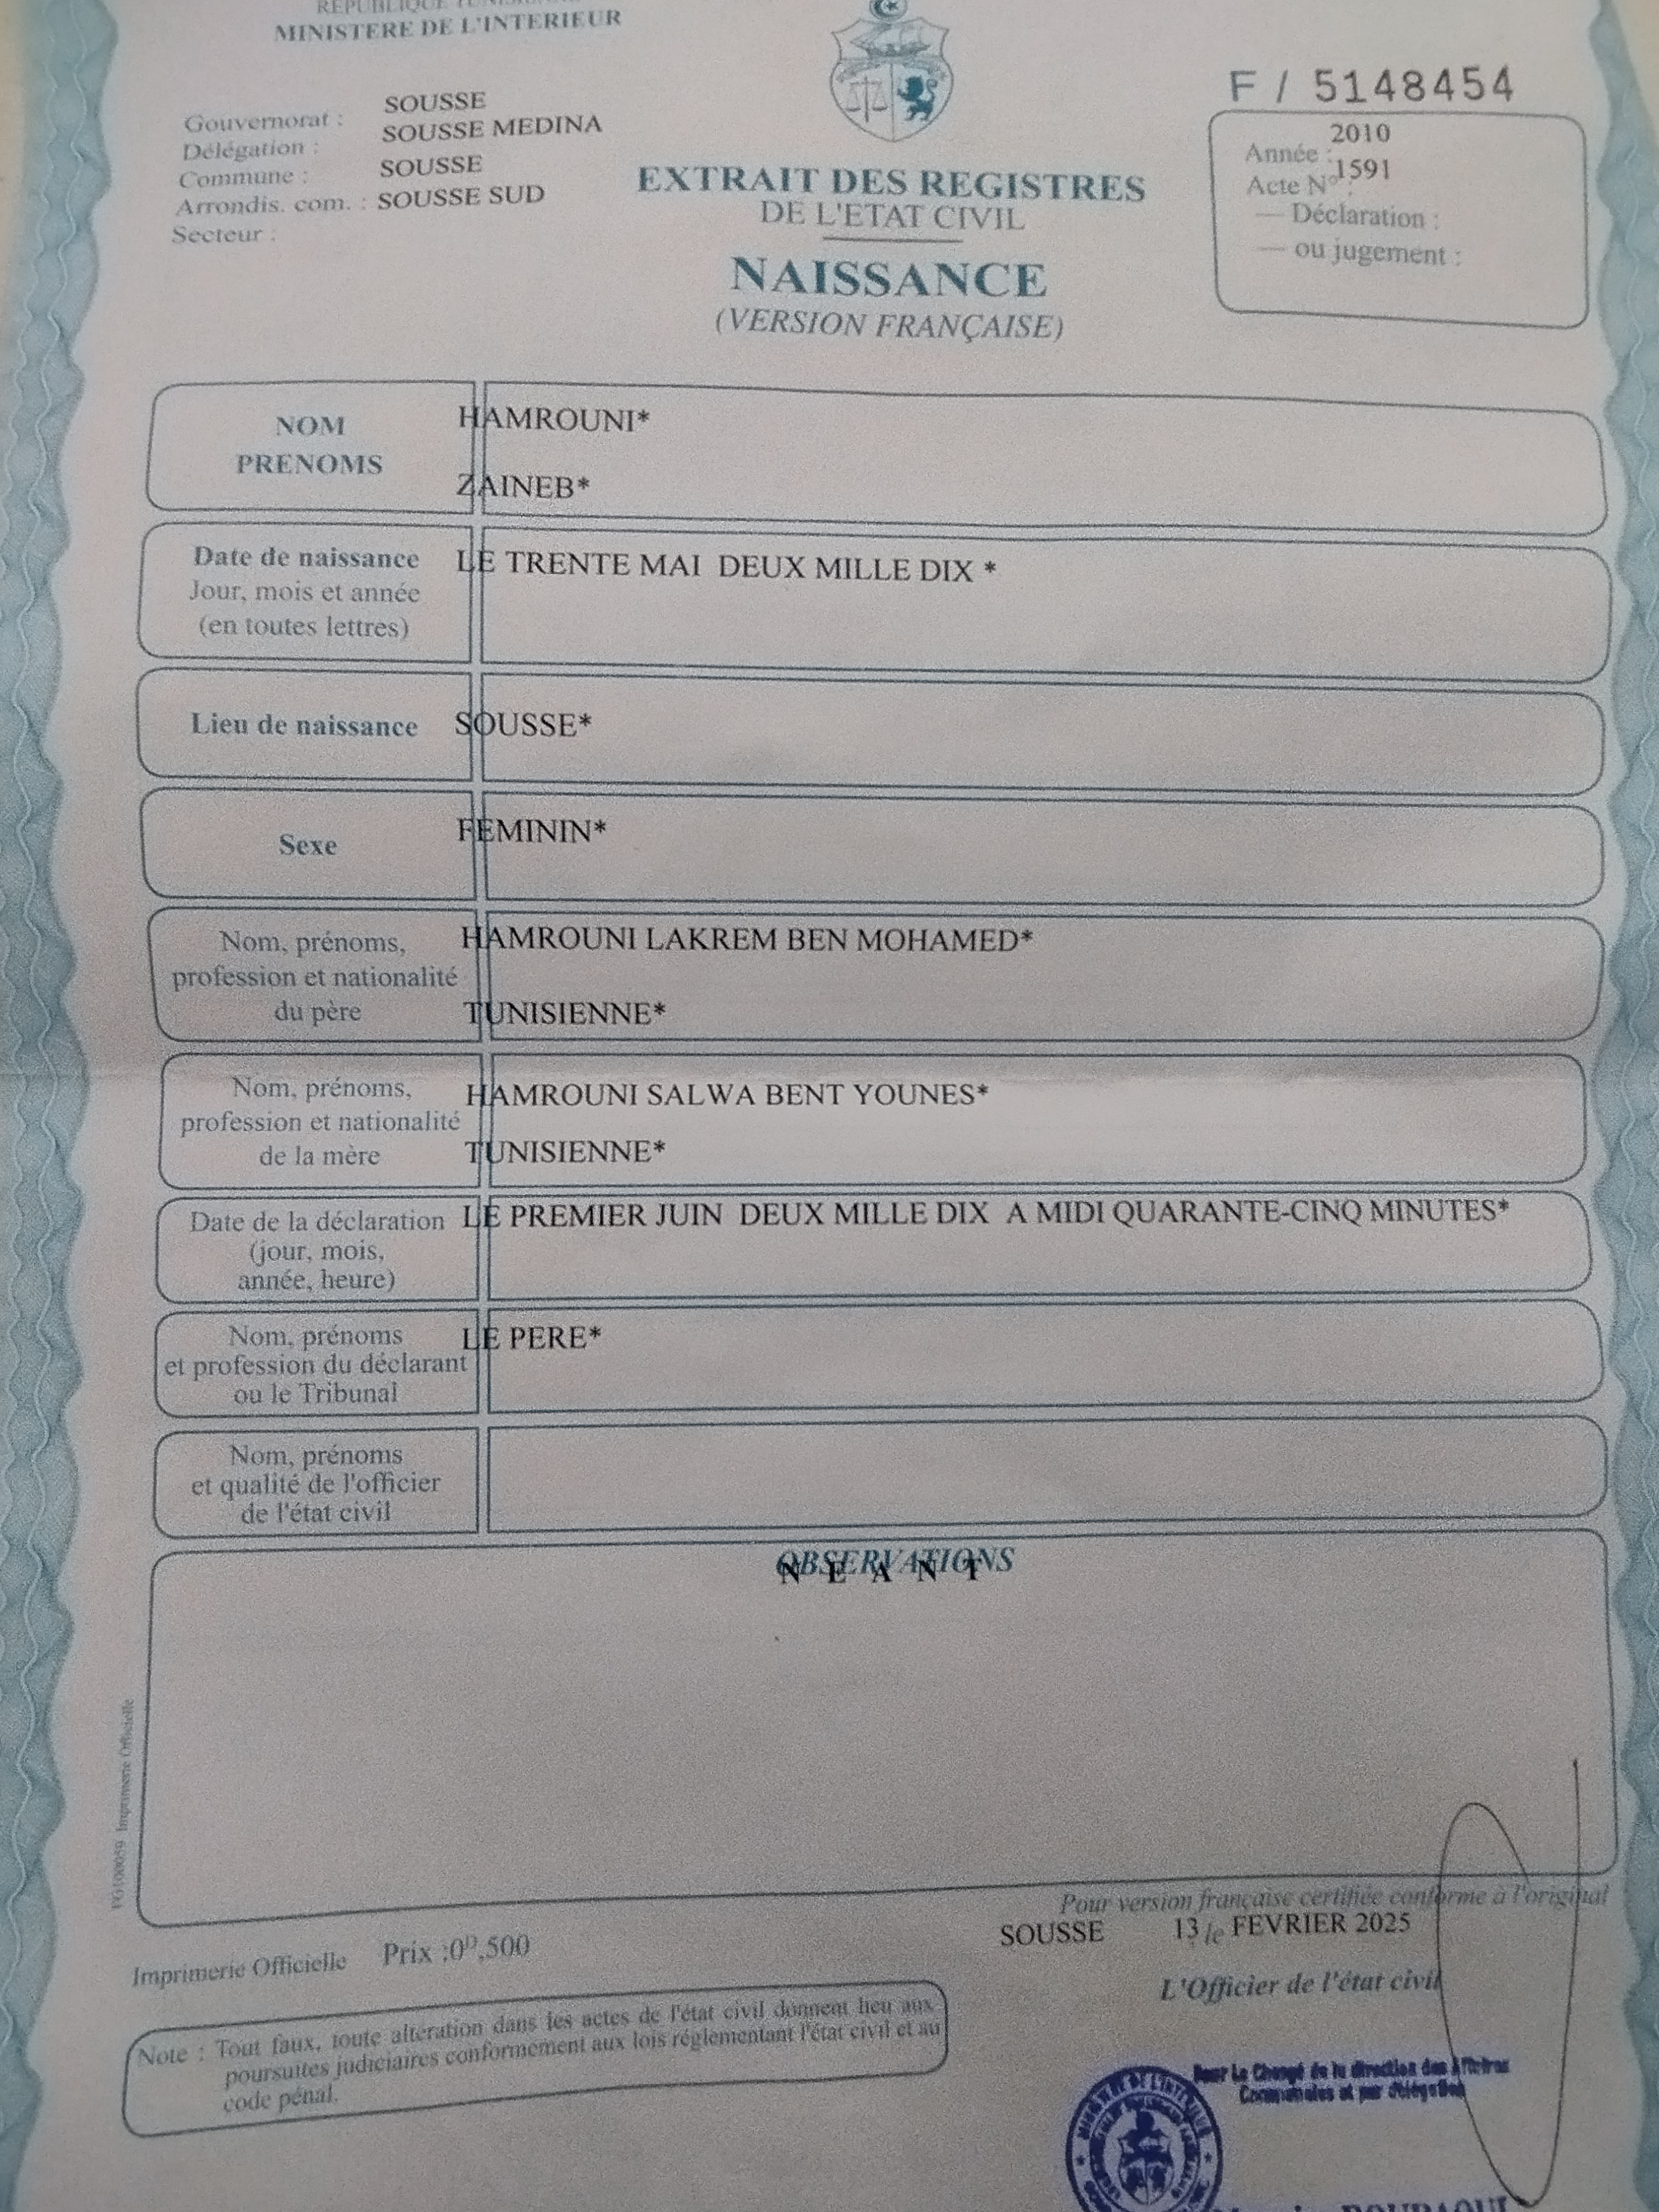 REPUBLIQUE TUNISIENNE
MINISTERE DE L'INTERIEUR
Gouvernorat : SOUSSE
Délégation : SOUSSE MEDINA
Commune : SOUSSE
Arrondis. com. : SOUSSE SUD
Secteur :
EXTRAIT DES REGISTRES
DE L'ETAT CIVIL
NAISSANCE
(VERSION FRANÇAISE)
F / 5148454
Année : 2010
Acte N° : 1591
— Déclaration :
— ou jugement :
NOM HAMROUNI*
PRENOMS ZAINEB*
Date de naissance LE TRENTE MAI DEUX MILLE DIX *
Jour, mois et année
(en toutes lettres)
Lieu de naissance SOUSSE*
Sexe FEMININ*
Nom, prénoms, HAMROUNI LAKREM BEN MOHAMED*
profession et nationalité
du père TUNISIENNE*
Nom, prénoms, HAMROUNI SALWA BENT YOUNES*
profession et nationalité
de la mère TUNISIENNE*
Date de la déclaration LE PREMIER JUIN DEUX MILLE DIX A MIDI QUARANTE-CINQ MINUTES*
(jour, mois,
année, heure)
Nom, prénoms LE PERE*
et profession du déclarant
ou le Tribunal
Nom, prénoms
et qualité de l'officier
de l'état civil
OBSERVATIONS
N E A N T
Imprimerie Officielle
Pour version française certifiée conforme à l'original
SOUSSE 13 le FEVRIER 2025
L'Officier de l'état civil
Imprimerie Officielle Prix :0ᴰ,500
Note : Tout faux, toute altération dans les actes de l'état civil donnent lieu aux
poursuites judiciaires conformément aux lois réglementant l'état civil et au
code pénal.
Pour Le Chargé de la direction des Affaires
Communales et par délégation